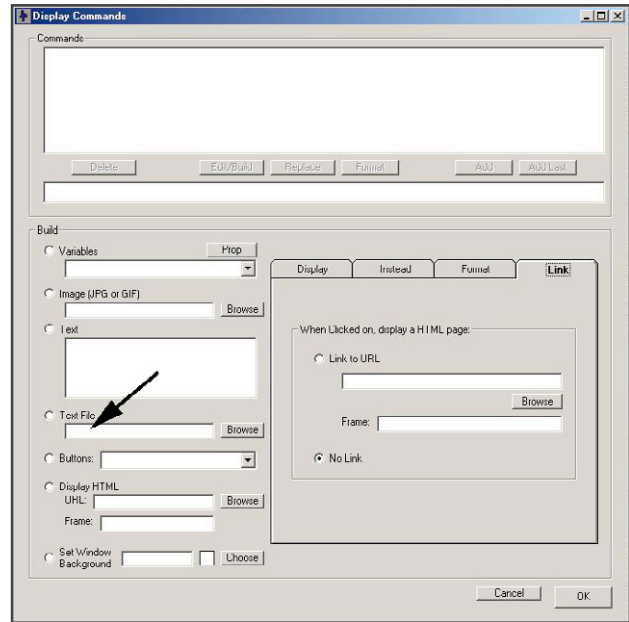 Display Commands
Commands
Delete Edit/Build Replace Format Add Add Last
Build
Variables Prop
Image (JPG or GIF)
Browse
Text
Text File
Browse
Buttons:
Display HTML
URL: Browse
Frame:
Set Window
Background Choose
Display Instead Format Link
When Clicked on, display a HTML page:
Link to URL
Browse
Frame:
No Link
Cancel OK